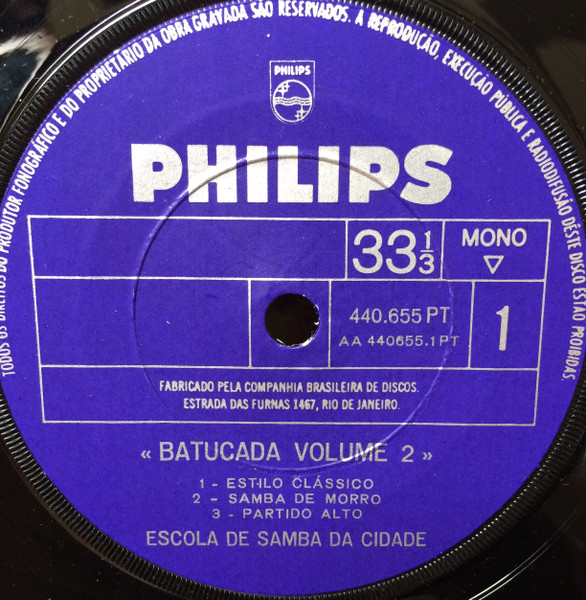 TODOS OS DIREITOS DO PRODUTOR FONOGRÁFICO E DO PROPRIETÁRIO DA OBRA GRAVADA SÃO RESERVADOS. A REPRODUÇÃO, EXECUÇÃO PÚBLICA E RADIODIFUSÃO DÊSTE DISCO ESTÃO PROIBIDAS.
PHILIPS
PHILIPS
33 1/3
MONO
440.655 PT
AA 440655.1 PT
1
FABRICADO PELA COMPANHIA BRASILEIRA DE DISCOS.
ESTRADA DAS FURNAS 1467, RIO DE JANEIRO.
« BATUCADA VOLUME 2 »
1 - ESTILO CLÁSSICO
2 - SAMBA DE MORRO
3 - PARTIDO ALTO
ESCOLA DE SAMBA DA CIDADE